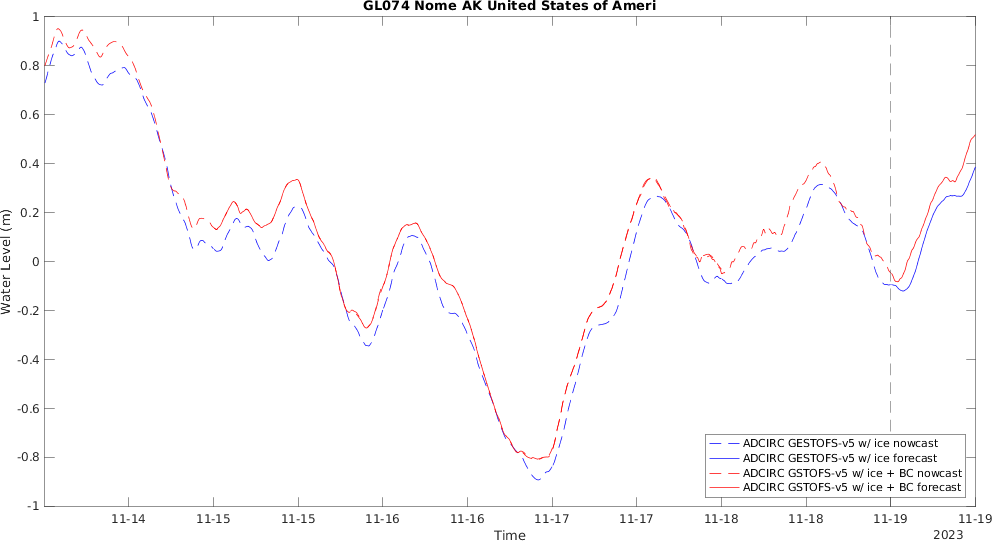 GL074 Nome AK United States of Ameri
1
0.8
0.6
0.4
0.2
0
-0.2
-0.4
-0.6
-0.8
-1
Water Level (m)
ADCIRC GESTOFS-v5 w/ ice nowcast
ADCIRC GESTOFS-v5 w/ ice forecast
ADCIRC GSTOFS-v5 w/ ice + BC nowcast
ADCIRC GSTOFS-v5 w/ ice + BC forecast
11-14 11-15 11-15 11-16 11-16 11-17 11-17 11-18 11-18 11-19 11-19
Time
2023